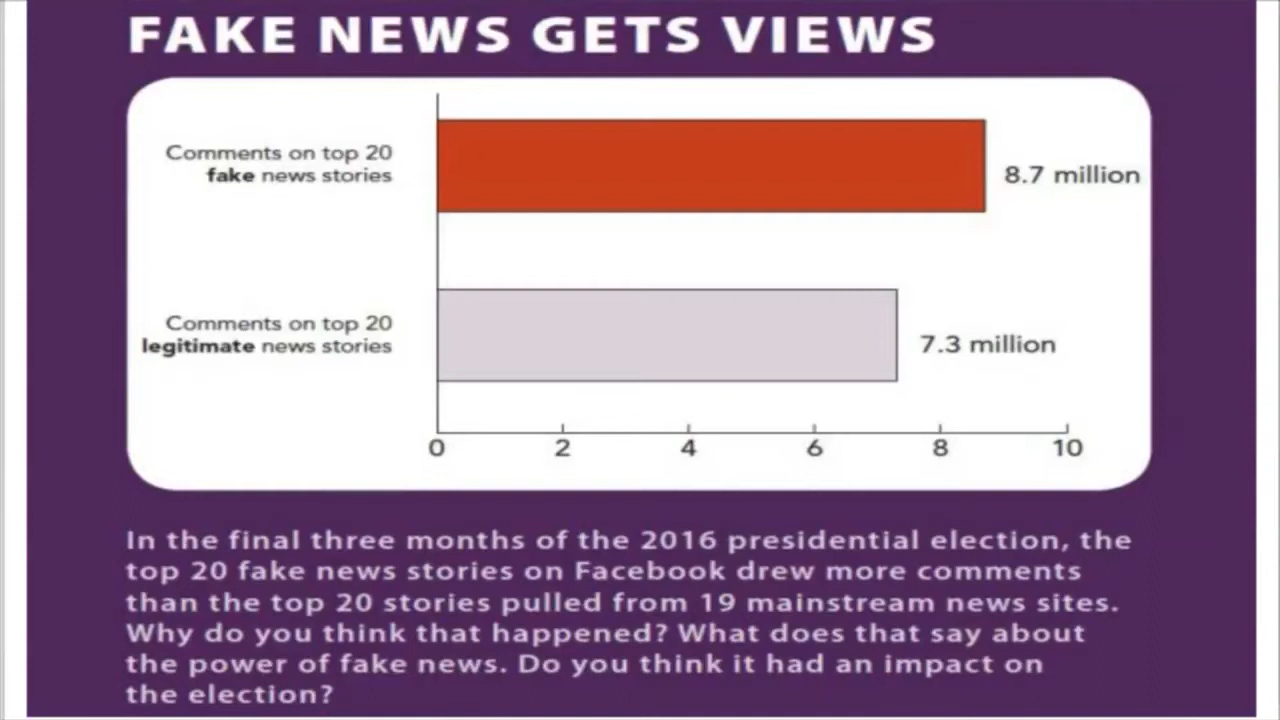 FAKE NEWS GETS VIEWS
Comments on top 20
fake news stories
8.7 million
Comments on top 20
legitimate news stories
7.3 million
0 2 4 6 8 10
In the final three months of the 2016 presidential election, the
top 20 fake news stories on Facebook drew more comments
than the top 20 stories pulled from 19 mainstream news sites.
Why do you think that happened? What does that say about
the power of fake news. Do you think it had an impact on
the election?